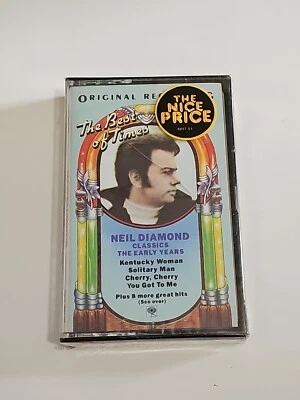 ORIGINAL
THE
NICE
PRICE
The Best
of Times
NEIL DIAMOND
CLASSICS
THE EARLY YEARS
Kentucky Woman
Solitary Man
Cherry, Cherry
You Got To Me
Plus 8 more great hits
(See over)